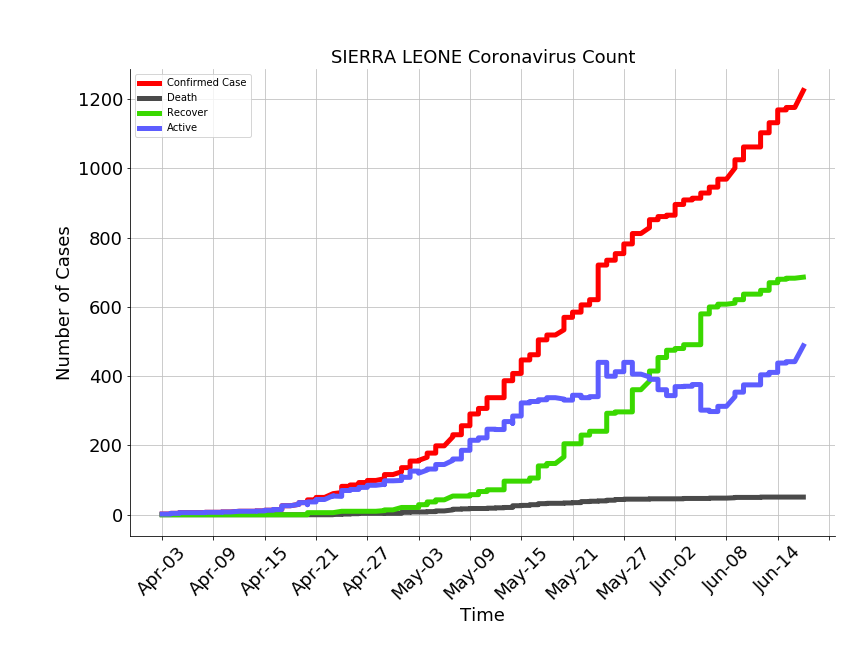 SIERRA LEONE Coronavirus Count
Confirmed Case
Death
Recover
Active
Number of Cases
1200
1000
800
600
400
200
0
Apr-03
Apr-09
Apr-15
Apr-21
Apr-27
May-03
May-09
May-15
May-21
May-27
Jun-02
Jun-08
Jun-14
Time